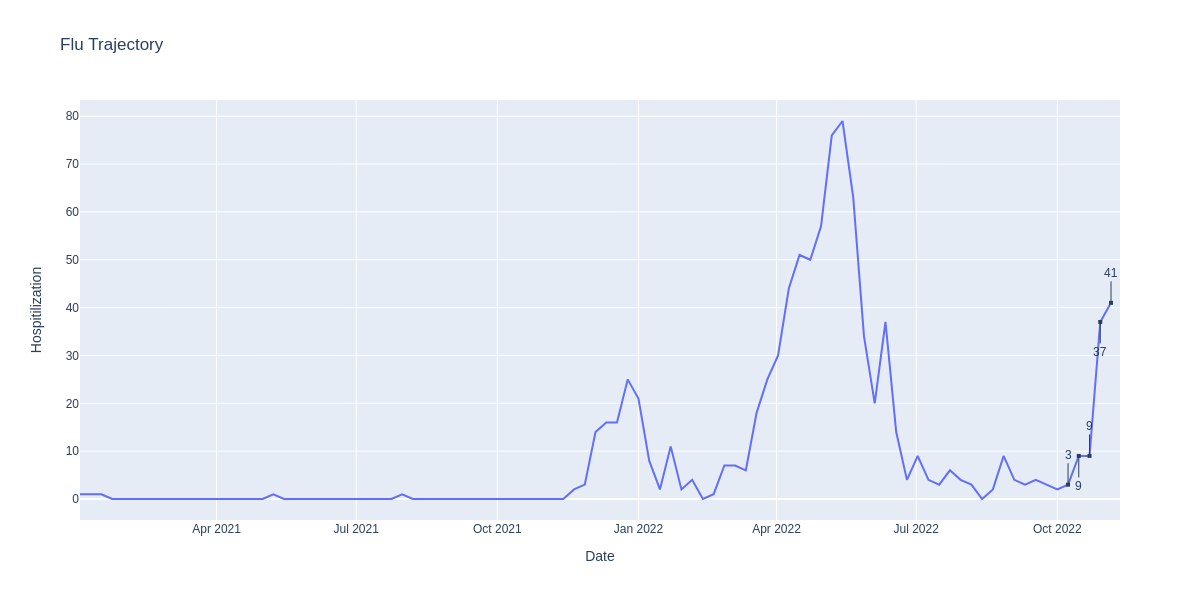 Flu Trajectory
80
70
60
50
40
30
20
10
0
Hospitilization
41
37
9
3
9
Apr 2021
Jul 2021
Oct 2021
Jan 2022
Apr 2022
Jul 2022
Oct 2022
Date